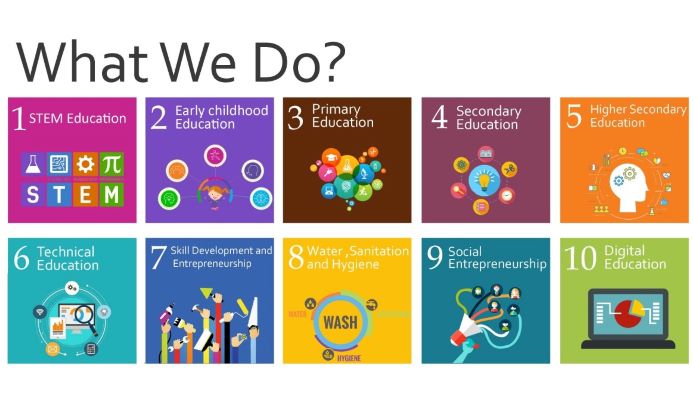 What We Do?
1 STEM Education
π
S T E M
2 Early childhood
Education
3 Primary
Education
4 Secondary
Education
5 Higher Secondary
Education
6 Technical
Education
7 Skill Development and
Entrepreneurship
8 Water ,Sanitation
and Hygiene
WATER
WASH
HYGIENE
9 Social
Entrepreneurship
10 Digital
Education